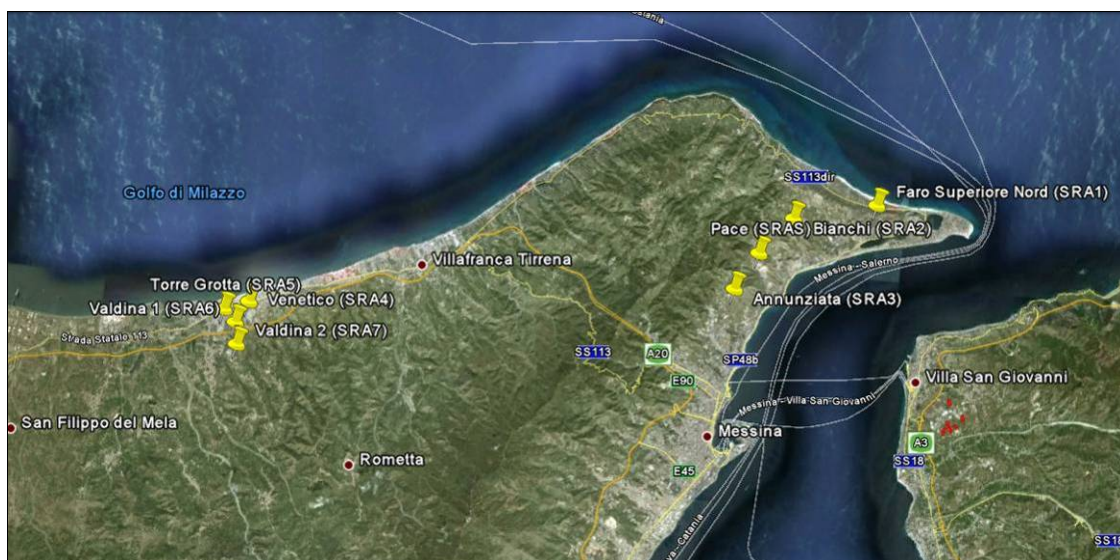 Catania
Golfo di Milazzo
SS113dir
Faro Superiore Nord (SRA1)
Pace (SRAS)
Bianchi (SRA2)
Villafranca Tirrena
Messina - Salerno
Torre Grotta (SRA5)
Venetico (SRA4)
Annunziata (SRA3)
Valdina 1 (SRA6)
Valdina 2 (SRA7)
Strada Statale 113
SS113
A20
SP48b
E90
Villa San Giovanni
Messina - Villa San Giovanni
San Filippo del Mela
Messina
A3
Rometta
SS18
E45